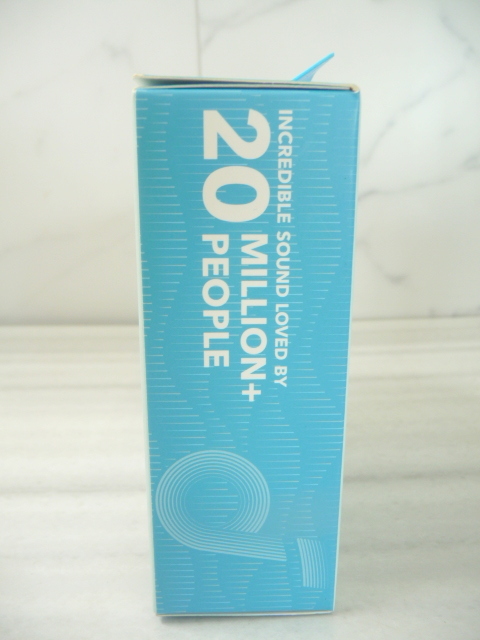 INCREDIBLE SOUND LOVED BY
20 MILLION+
PEOPLE